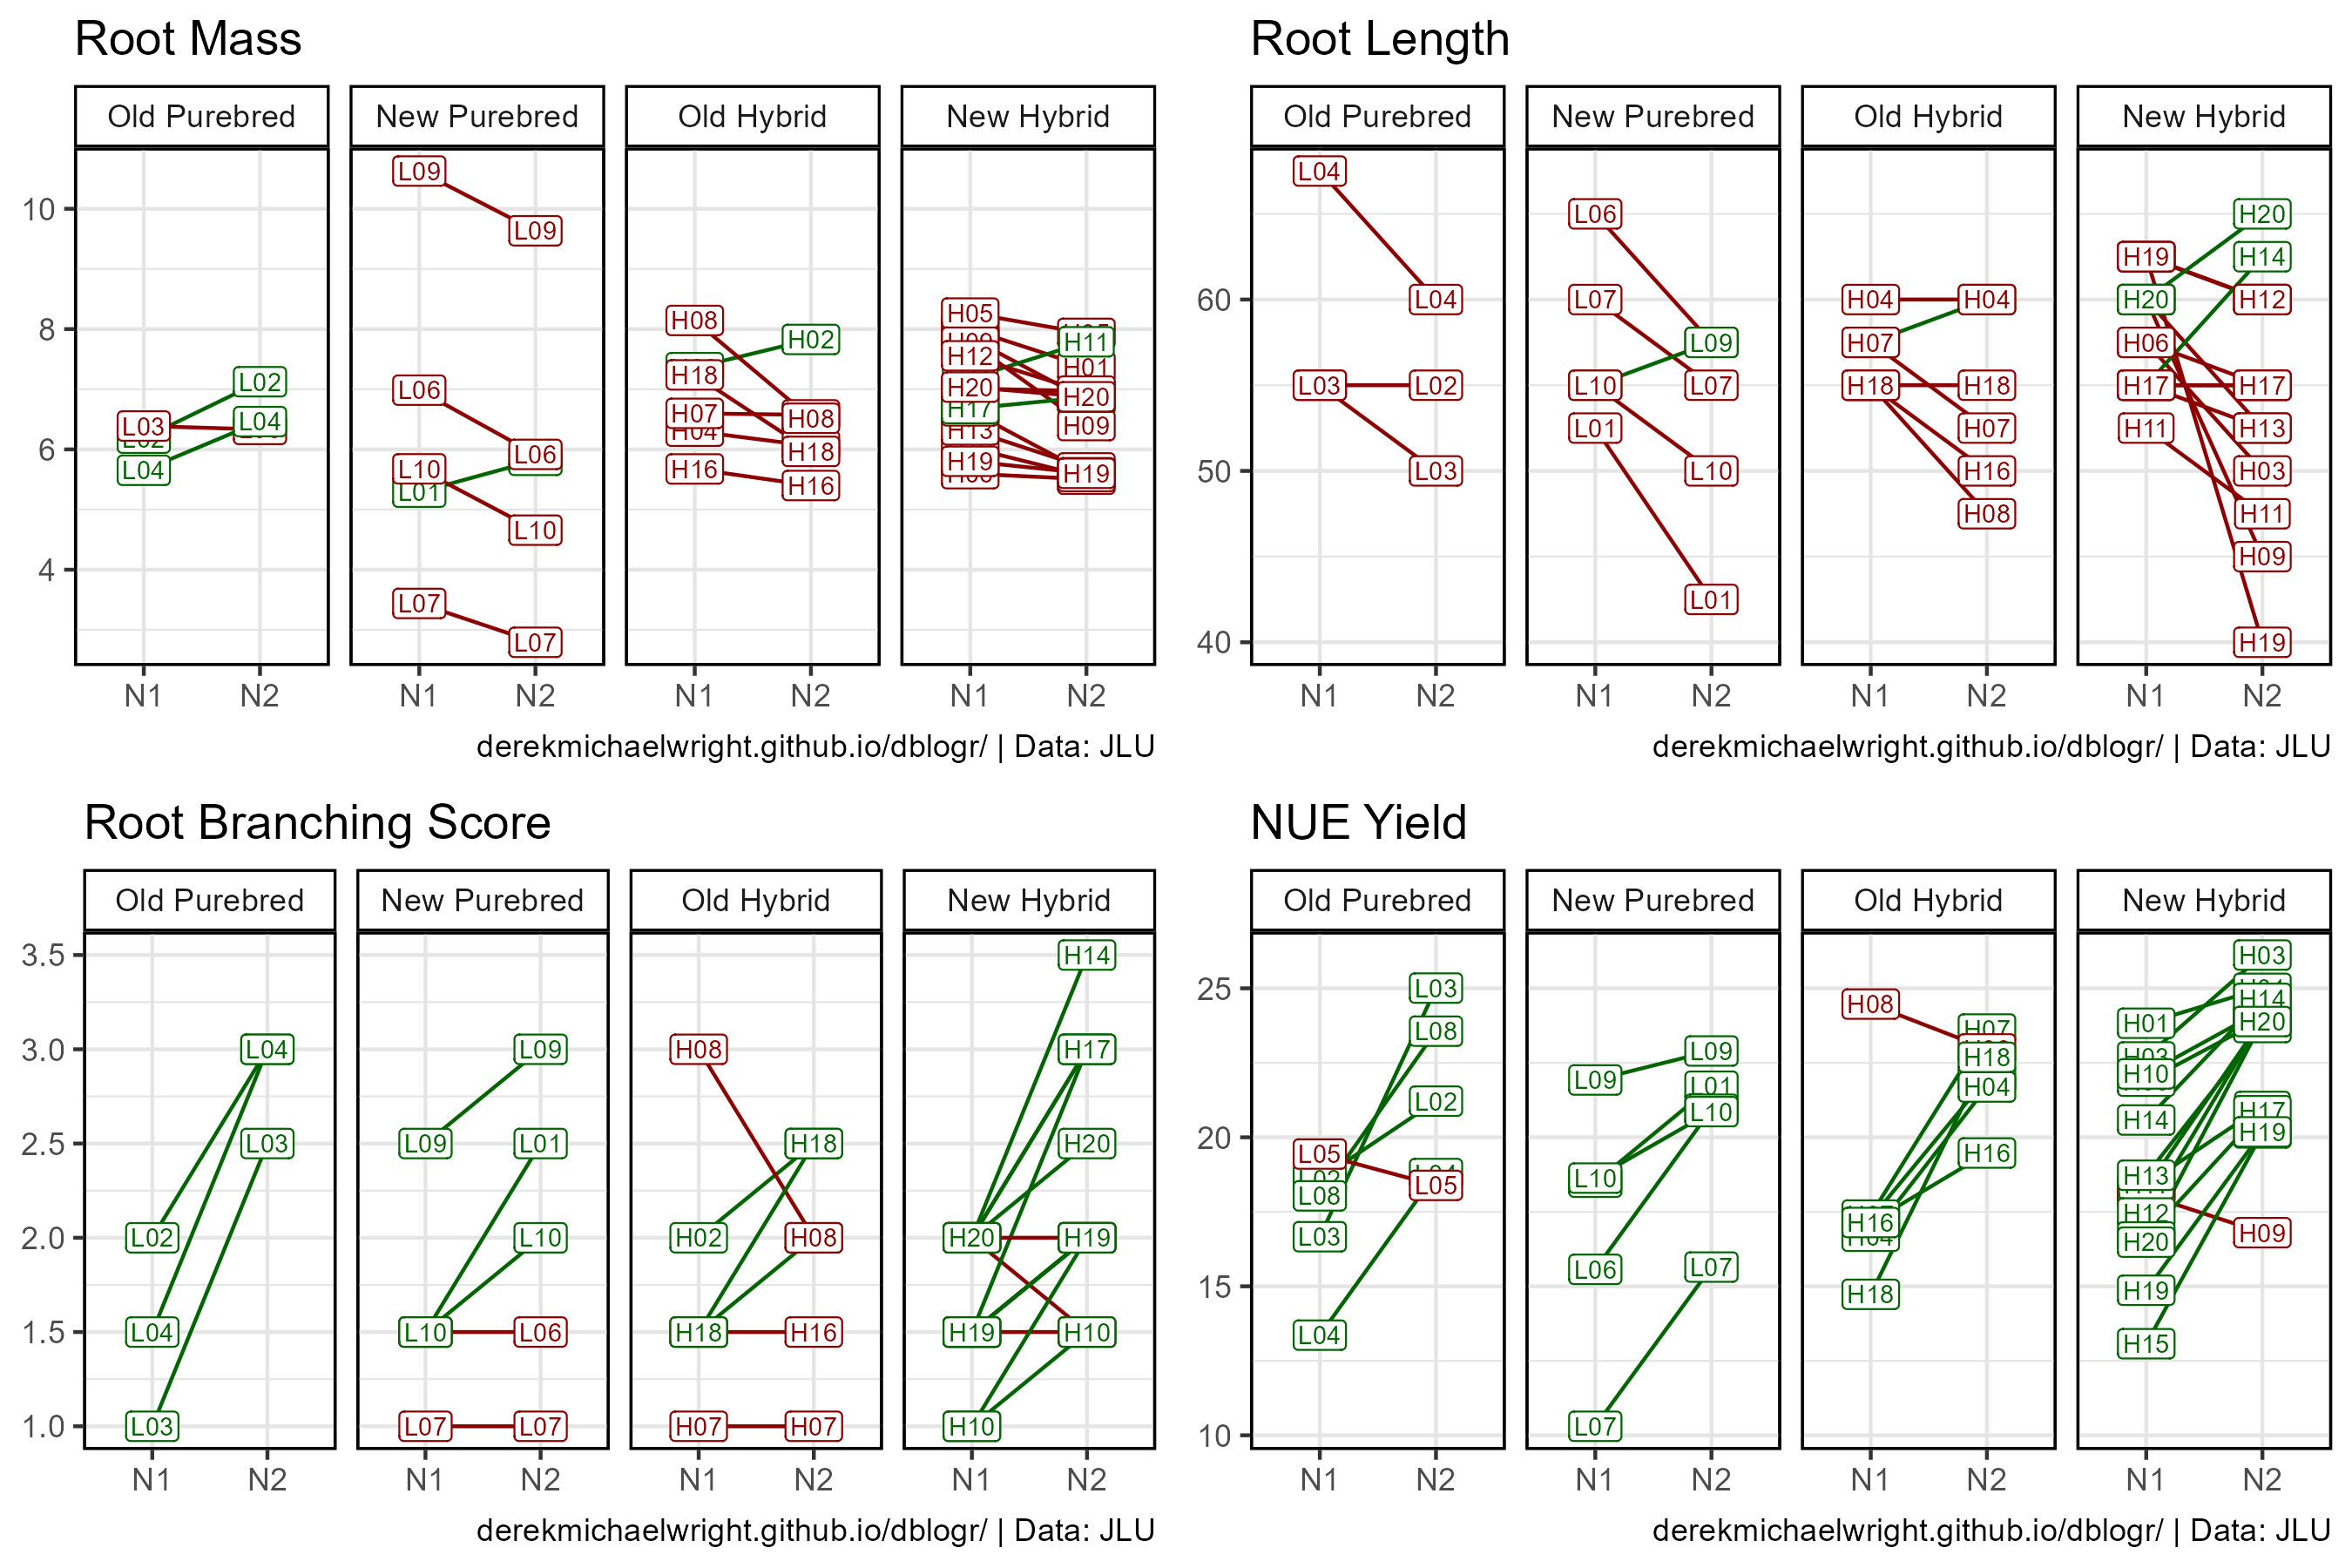 Root Mass
Old Purebred New Purebred Old Hybrid New Hybrid
10
8
6
4
L03
L02
L04
L02
L04
L09
L09
L06
L10
L01
L06
L10
L07
L07
H08
H02
H18
H07
H04
H16
H08
H18
H16
H05
H12
H20
H17
H13
H19
H11
H01
H20
H09
H19
N1 N2 N1 N2 N1 N2 N1 N2
derekmichaelwright.github.io/dblogr/ | Data: JLU
Root Length
Old Purebred New Purebred Old Hybrid New Hybrid
60
50
40
L04
L04
L03
L02
L03
L06
L07
L09
L10
L07
L01
L10
L01
H04
H04
H07
H18
H18
H07
H16
H08
H20
H19
H14
H20
H12
H06
H17
H17
H11
H13
H03
H11
H09
H19
N1 N2 N1 N2 N1 N2 N1 N2
derekmichaelwright.github.io/dblogr/ | Data: JLU
Root Branching Score
Old Purebred New Purebred Old Hybrid New Hybrid
3.5
3.0
2.5
2.0
1.5
1.0
L04
L03
L02
L04
L03
L09
L09
L01
L10
L10
L06
L07
L07
H08
H18
H02
H08
H18
H16
H07
H07
H14
H17
H20
H20
H19
H19
H10
H10
N1 N2 N1 N2 N1 N2 N1 N2
derekmichaelwright.github.io/dblogr/ | Data: JLU
NUE Yield
Old Purebred New Purebred Old Hybrid New Hybrid
25
20
15
10
L03
L08
L02
L05
L08
L05
L03
L04
L09
L09
L01
L10
L10
L06
L07
L07
H08
H07
H18
H04
H16
H16
H04
H18
H03
H14
H01
H20
H03
H10
H14
H17
H19
H13
H12
H20
H09
H19
H15
N1 N2 N1 N2 N1 N2 N1 N2
derekmichaelwright.github.io/dblogr/ | Data: JLU